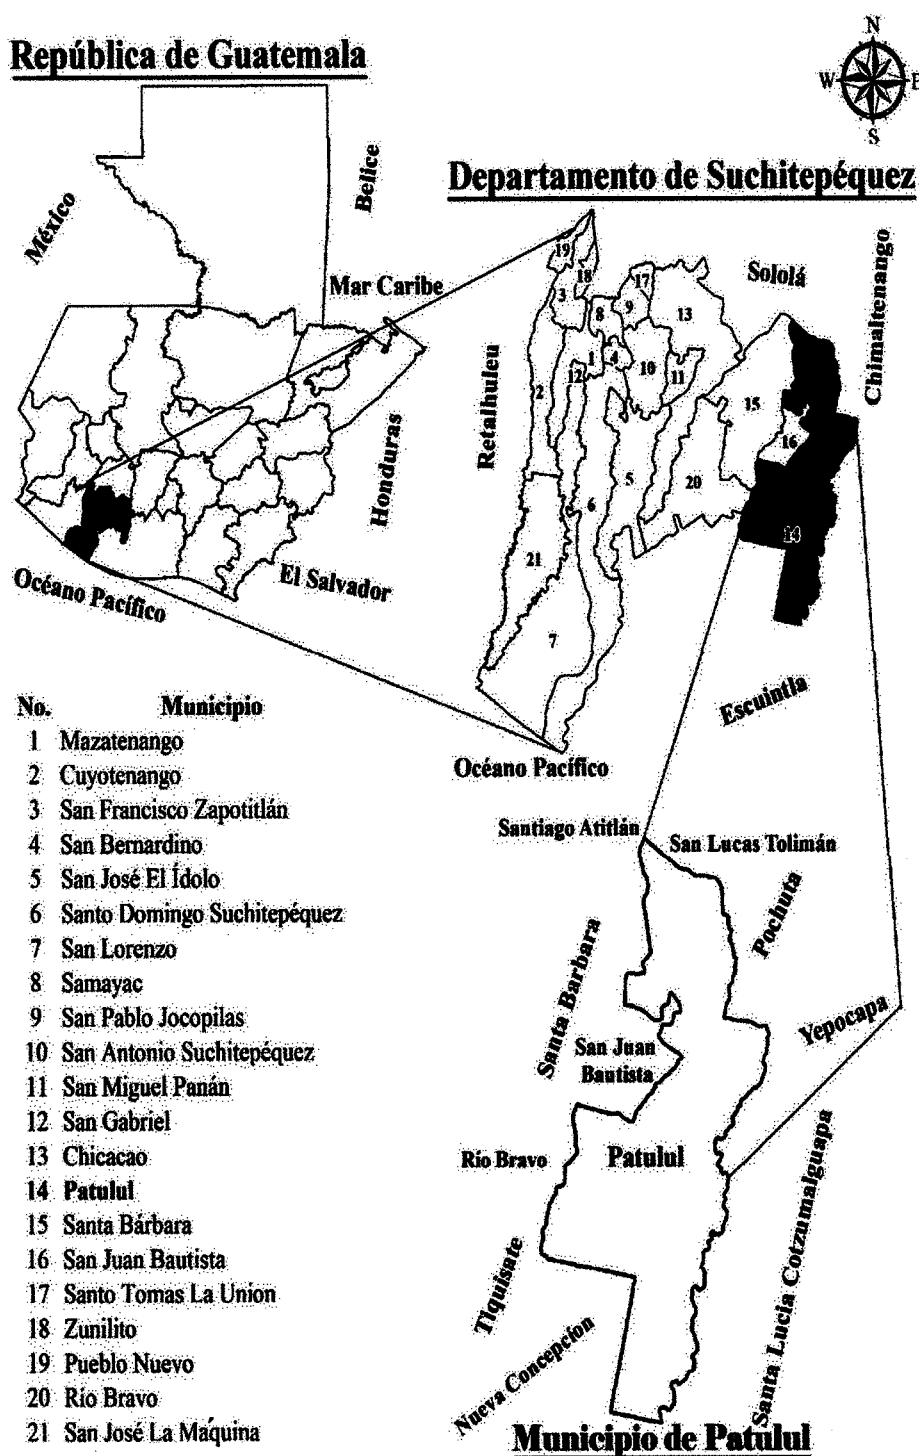 República de Guatemala
N
W
E
S
México
Belice
Mar Caribe
Honduras
El Salvador
Océano Pacífico
Departamento de Suchitepéquez
Retalhuleu
Sololá
Chimaltenango
19
18
17
3
8
9
13
1
4
10
12
2
11
15
16
5
20
6
14
21
7
Escuintla
Océano Pacífico
No. Municipio
1 Mazatenango
2 Cuyotenango
3 San Francisco Zapotitlán
4 San Bernardino
5 San José El Ídolo
6 Santo Domingo Suchitepéquez
7 San Lorenzo
8 Samayac
9 San Pablo Jocopilas
10 San Antonio Suchitepéquez
11 San Miguel Panán
12 San Gabriel
13 Chicacao
14 Patulul
15 Santa Bárbara
16 San Juan Bautista
17 Santo Tomas La Union
18 Zunilito
19 Pueblo Nuevo
20 Río Bravo
21 San José La Maquina
Santiago Atitlán
San Lucas Tolimán
Pochuta
Santa Barbara
Yepocapa
San Juan
Bautista
Río Bravo
Patulul
Tiquisate
Santa Lucia Cotzumalguapa
Nueva Concepcíon
Municipio de Patulul